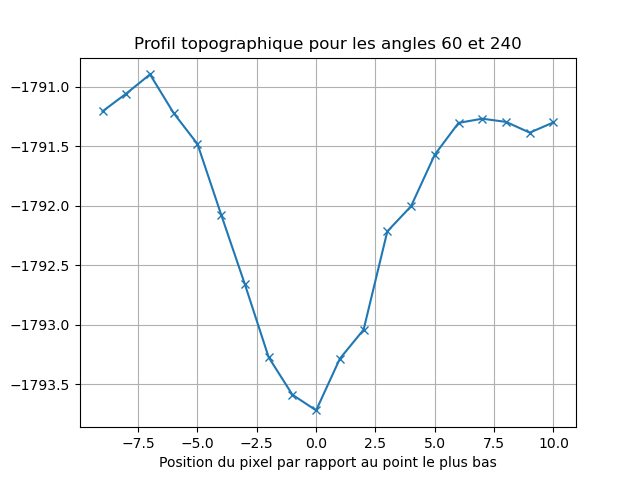 Profil topographique pour les angles 60 et 240
−1791.0
−1791.5
−1792.0
−1792.5
−1793.0
−1793.5
−7.5 −5.0 −2.5 0.0 2.5 5.0 7.5 10.0
Position du pixel par rapport au point le plus bas